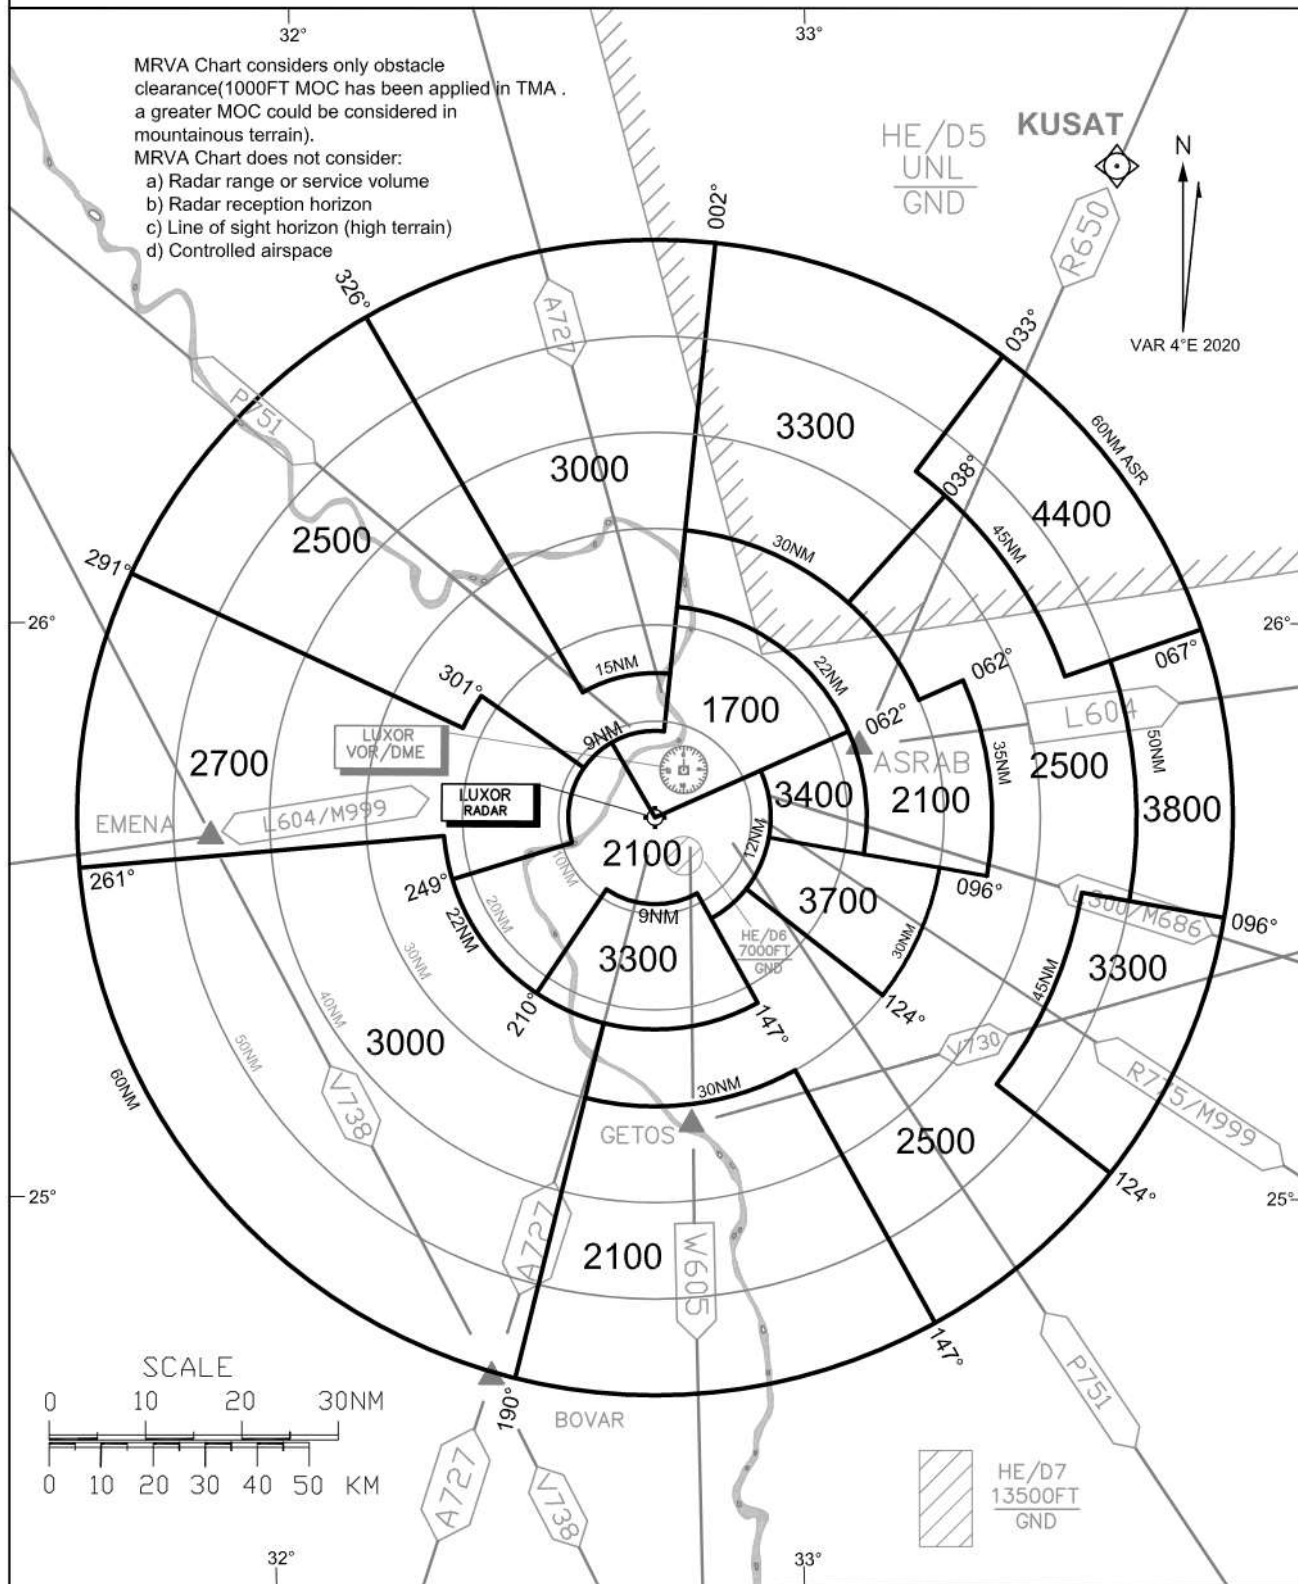 32°
33°
MRVA Chart considers only obstacle
clearance(1000FT MOC has been applied in TMA .
a greater MOC could be considered in
mountainous terrain).
MRVA Chart does not consider:
a) Radar range or service volume
b) Radar reception horizon
c) Line of sight horizon (high terrain)
d) Controlled airspace
HE/D5
UNL
GND
KUSAT
N
VAR 4°E 2020
R650
002°
326°
A727
033°
P751
3300
60NM ASR
3000
038°
4400
2500
45NM
30NM
291°
26°
26°
067°
15NM
22NM
062°
301°
1700
062°
L604
9NM
LUXOR
VOR/DME
2700
ASRAB
35NM
2500
50NM
LUXOR
RADAR
3400
2100
3800
EMENA
L604/M999
2100
12NM
10NM
261°
249°
096°
L300/M686
096°
3700
20NM
22NM
9NM
HE/D6
7000FT
GND
30NM
3300
30NM
3300
45NM
210°
147°
124°
40NM
3000
50NM
V730
60NM
V738
30NM
R775/M999
GETOS
2500
25°
25°
124°
A727
2100
W605
147°
P751
SCALE
0 10 20 30NM
0 10 20 30 40 50 KM
190°
BOVAR
A727
V738
HE/D7
13500FT
GND
32°
33°